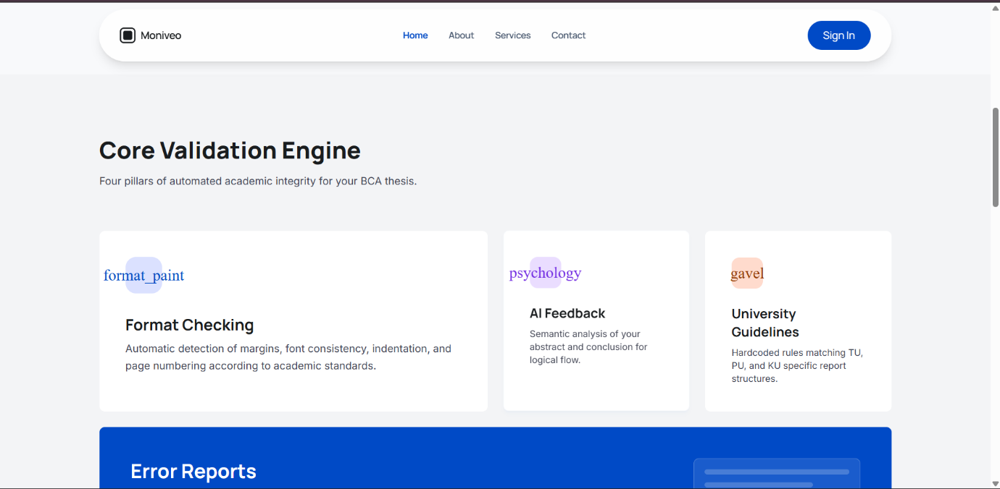 Moniveo
Home
About
Services
Contact
Sign In
Core Validation Engine
Four pillars of automated academic integrity for your BCA thesis.
format_paint
Format Checking
Automatic detection of margins, font consistency, indentation, and
page numbering according to academic standards.
psychology
AI Feedback
Semantic analysis of your
abstract and conclusion for
logical flow.
gavel
University
Guidelines
Hardcoded rules matching TU,
PU, and KU specific report
structures.
Error Reports